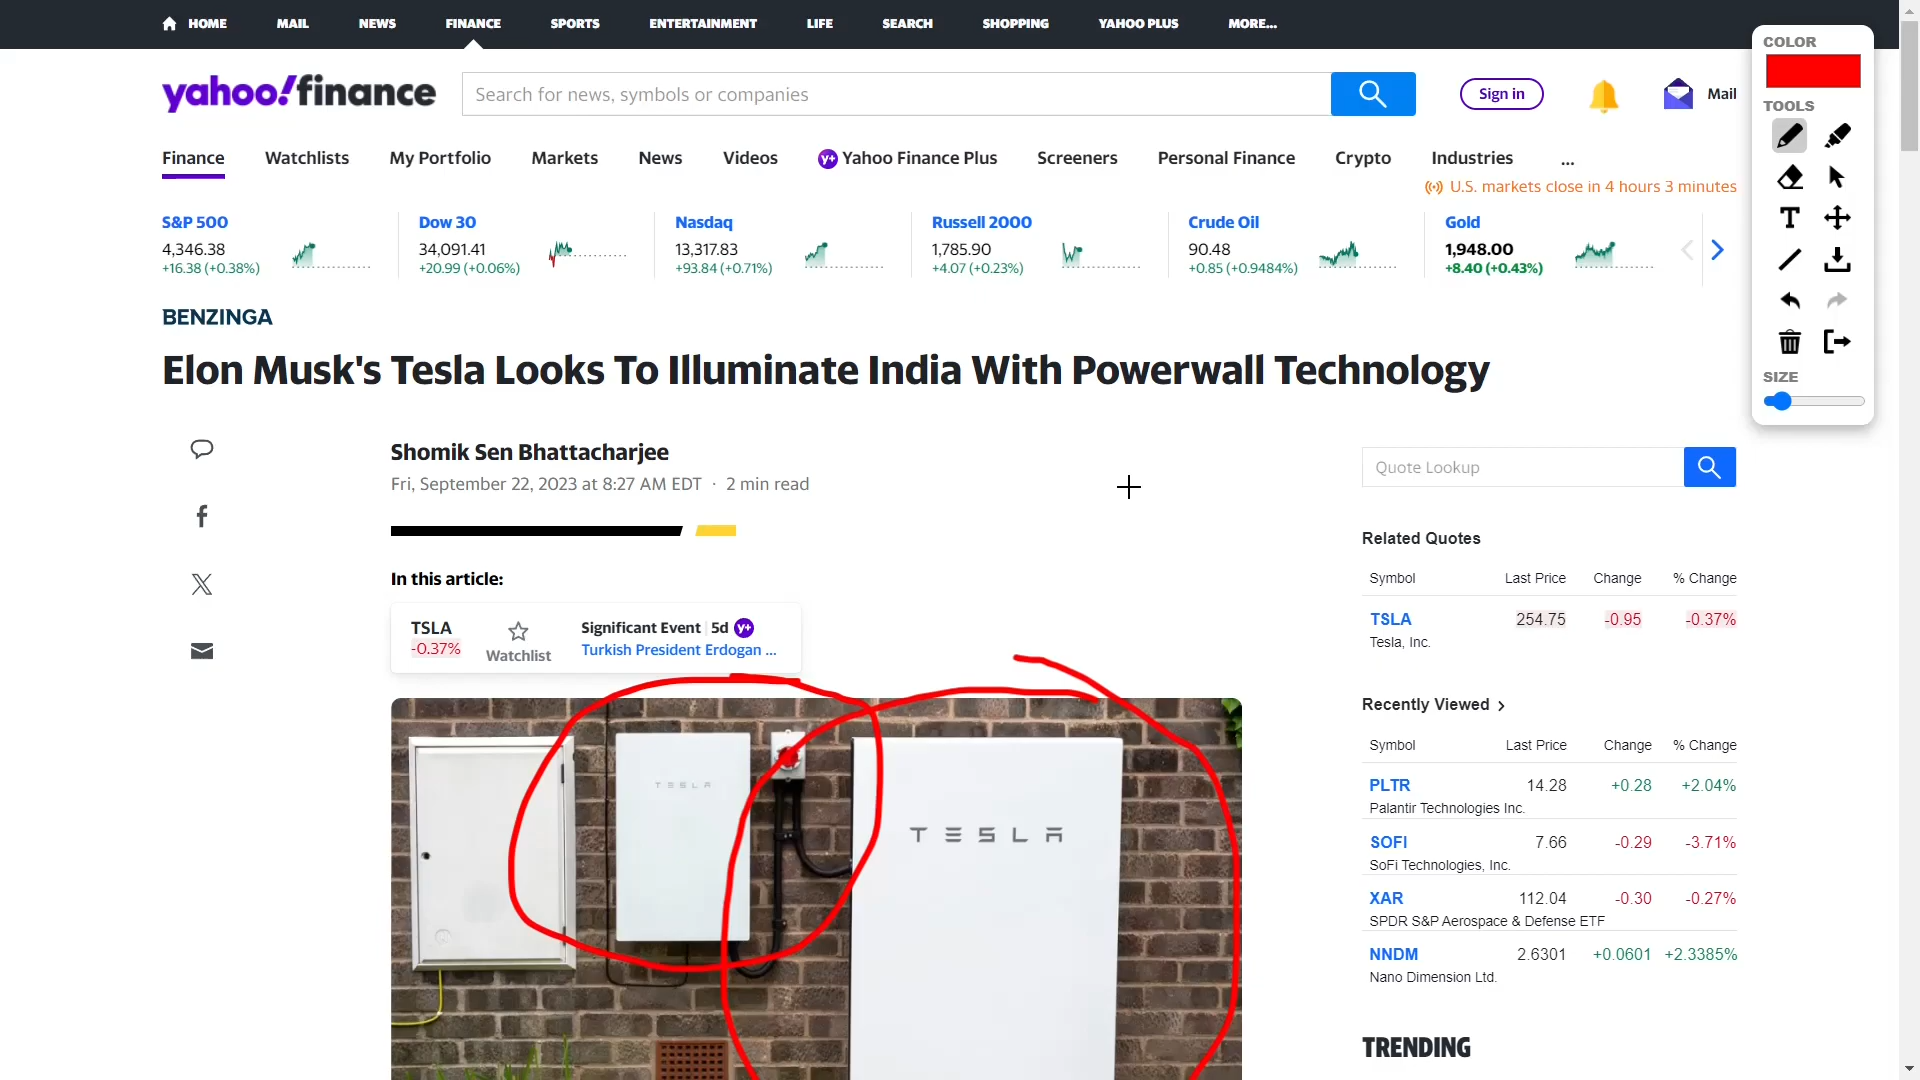 HOME MAIL NEWS FINANCE SPORTS ENTERTAINMENT LIFE SEARCH SHOPPING YAHOO PLUS MORE...
yahoo!finance
Search for news, symbols or companies
Sign in
Mail
Finance Watchlists My Portfolio Markets News Videos Y+ Yahoo Finance Plus Screeners Personal Finance Crypto Industries ...
U.S. markets close in 4 hours 3 minutes
S&P 500
4,346.38
+16.38 (+0.38%)
Dow 30
34,091.41
+20.99 (+0.06%)
Nasdaq
13,317.83
+93.84 (+0.71%)
Russell 2000
1,785.90
+4.07 (+0.23%)
Crude Oil
90.48
+0.85 (+0.9484%)
Gold
1,948.00
+8.40 (+0.43%)
BENZINGA
Elon Musk's Tesla Looks To Illuminate India With Powerwall Technology
Shomik Sen Bhattacharjee
Fri, September 22, 2023 at 8:27 AM EDT · 2 min read
In this article:
TSLA
-0.37%
Watchlist
Significant Event 5d y+
Turkish President Erdogan ...
TESLA
TESLA
Quote Lookup
Related Quotes
Symbol Last Price Change % Change
TSLA 254.75 -0.95 -0.37%
Tesla, Inc.
Recently Viewed
Symbol Last Price Change % Change
PLTR 14.28 +0.28 +2.04%
Palantir Technologies Inc.
SOFI 7.66 -0.29 -3.71%
SoFi Technologies, Inc.
XAR 112.04 -0.30 -0.27%
SPDR S&P Aerospace & Defense ETF
NNDM 2.6301 +0.0601 +2.3385%
Nano Dimension Ltd.
TRENDING
COLOR
TOOLS
T
SIZE